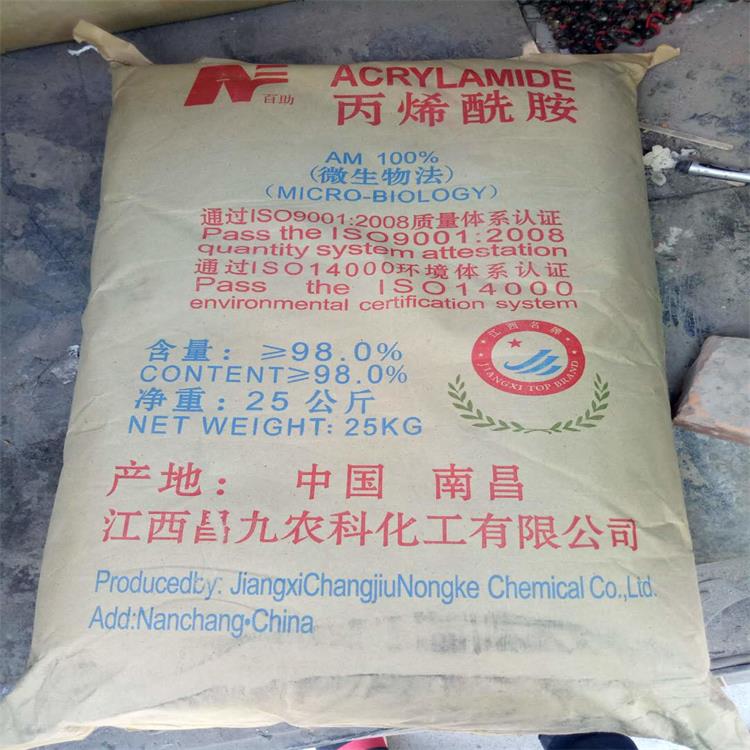 ACRYLAMIDE
百助
丙烯酰胺
AM 100%
(微生物法)
(MICRO-BIOLOGY)
通过ISO9001:2008质量体系认证
Pass the ISO9001:2008
quantity system attestation
通过ISO14000环境体系认证
Pass the ISO14000
environmental certification system
江西名牌
JIANGXI TOP BRAND
含量: ≥98.0%
CONTENT≥98.0%
净重: 25公斤
NET WEIGHT: 25KG
产地: 中国 南昌
江西昌九农科化工有限公司
Producedby: JiangxiChangjiuNongke Chemical Co.,Ltd.
Add:Nanchang•China